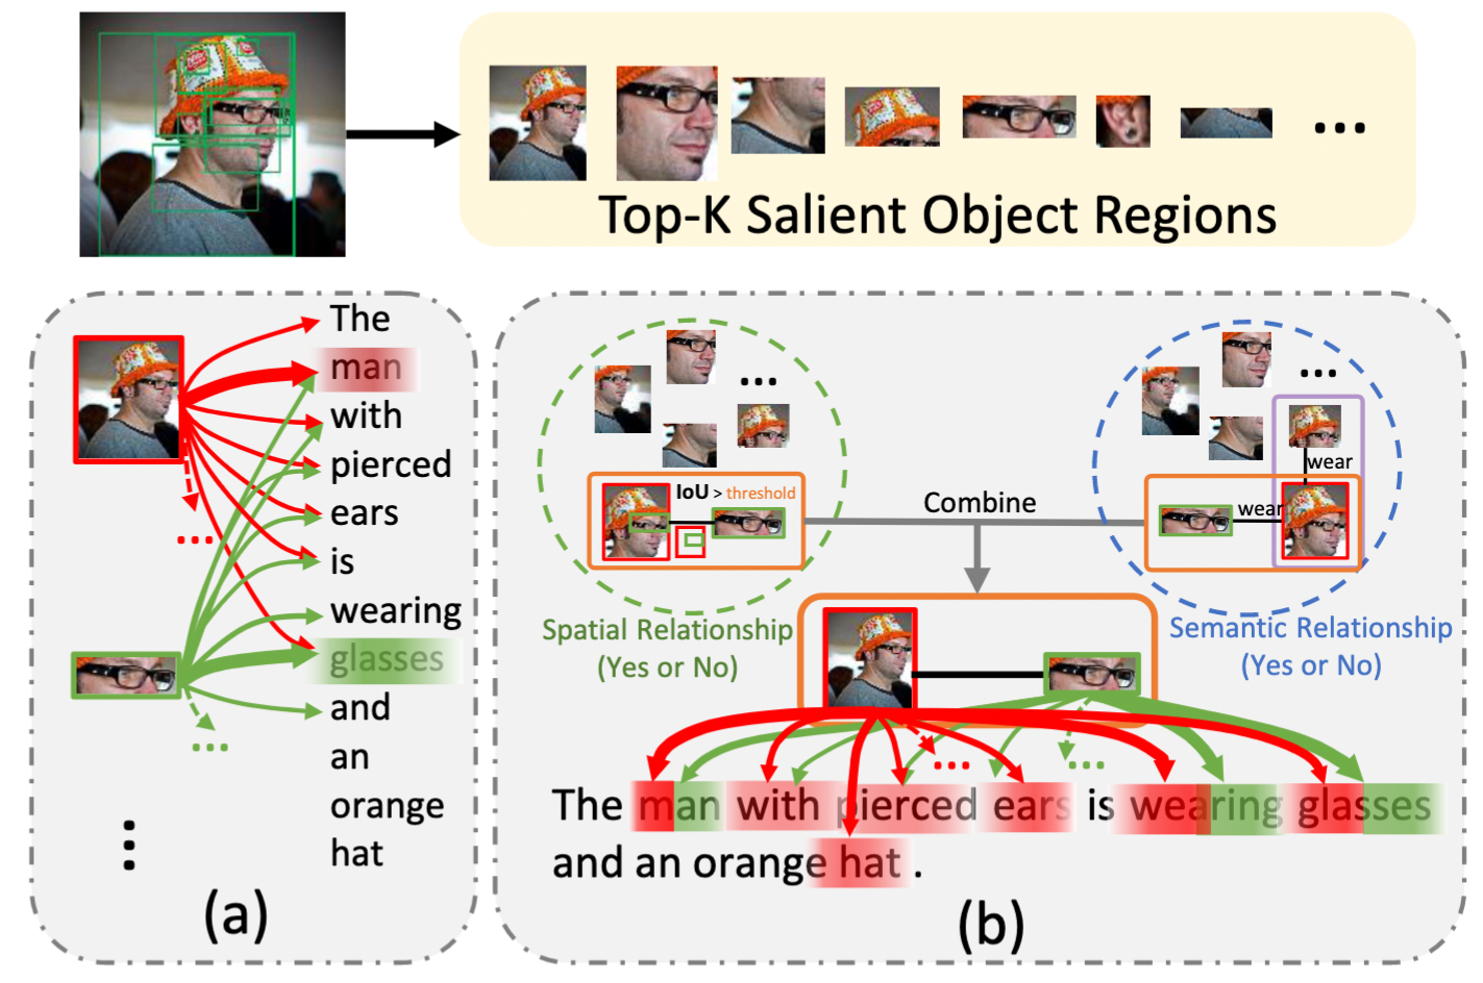 ...
Top-K Salient Object Regions
The
man
with
pierced
ears
is
wearing
glasses
and
an
orange
hat
...
...
(a)
...
IoU > threshold
Spatial Relationship
(Yes or No)
Combine
...
wear
wear
Semantic Relationship
(Yes or No)
...
...
The man with pierced ears is wearing glasses
and an orange hat .
(b)